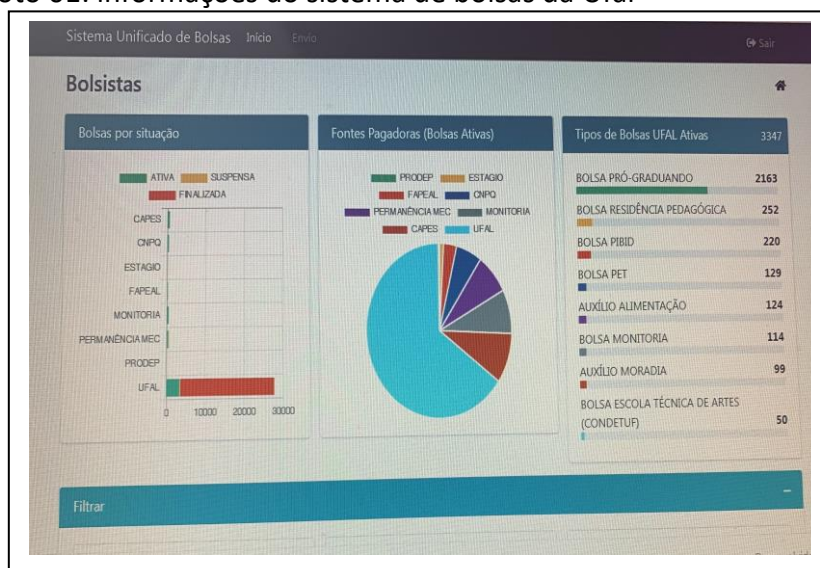 oto 01. Informações do sistema de bolsas da Ufal
Sistema Unificado de Bolsas Início Envio
Sair
Bolsistas
Bolsas por situação
ATIVA SUSPENSA
FINALIZADA
CAPES
CNPQ
ESTAGIO
FAPEAL
MONITORIA
PERMANÊNCIA MEC
PRODEP
UFAL
0 10000 20000 30000
Fontes Pagadoras (Bolsas Ativas)
PRODEP ESTAGIO
FAPEAL CNPQ
PERMANÊNCIA MEC MONITORIA
CAPES UFAL
Tipos de Bolsas UFAL Ativas 3347
BOLSA PRÓ-GRADUANDO 2163
BOLSA RESIDÊNCIA PEDAGÓGICA 252
BOLSA PIBID 220
BOLSA PET 129
AUXÍLIO ALIMENTAÇÃO 124
BOLSA MONITORIA 114
AUXÍLIO MORADIA 99
BOLSA ESCOLA TÉCNICA DE ARTES
(CONDETUF) 50
Filtrar